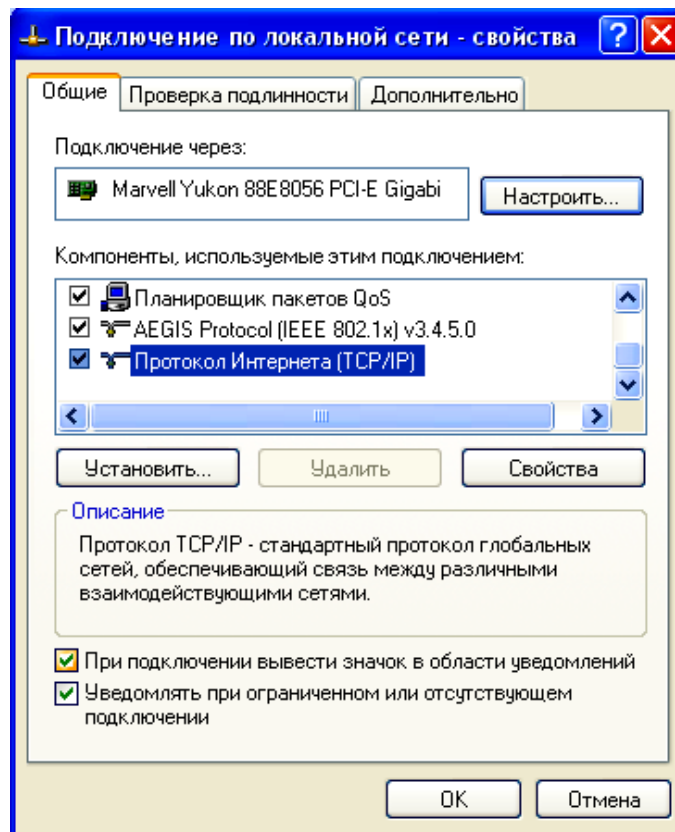 Подключение по локальной сети - свойства
Общие
Проверка подлинности
Дополнительно
Подключение через:
Marvell Yukon 88E8056 PCI-E Gigabi
Настроить...
Компоненты, используемые этим подключением:
Планировщик пакетов QoS
AEGIS Protocol (IEEE 802.1x) v3.4.5.0
Протокол Интернета (TCP/IP)
Установить...
Удалить
Свойства
Описание
Протокол TCP/IP - стандартный протокол глобальных
сетей, обеспечивающий связь между различными
взаимодействующими сетями.
При подключении вывести значок в области уведомлений
Уведомлять при ограниченном или отсутствующем
подключении
OK
Отмена